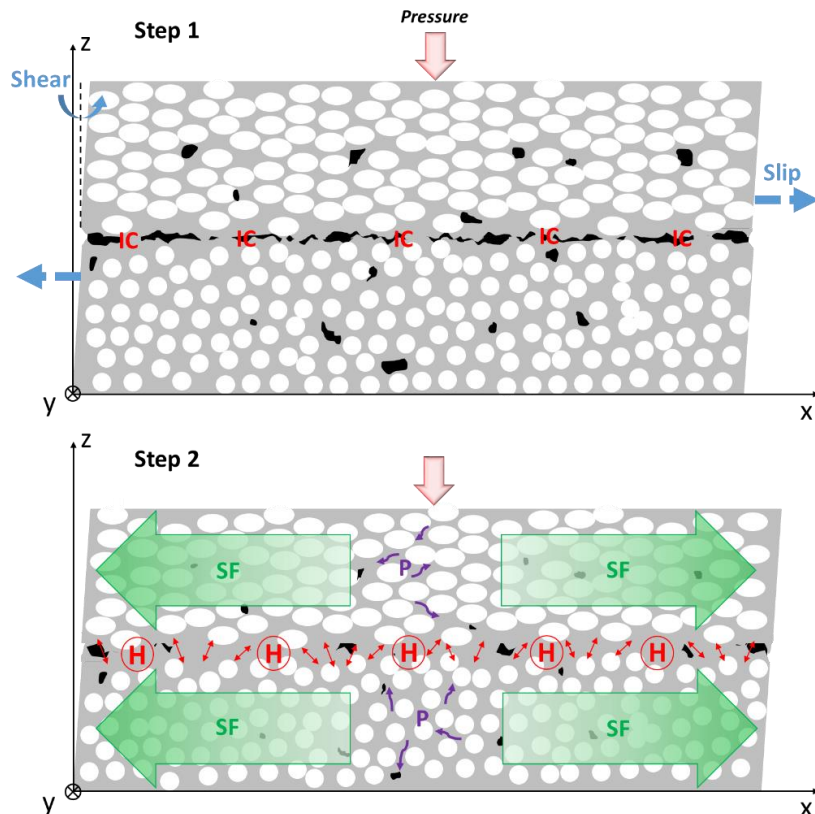 Step 1
Pressure
z
Shear
Slip
IC IC IC IC IC
y
x
Step 2
z
SF
P
SF
H H H H H
SF
P
SF
y
x